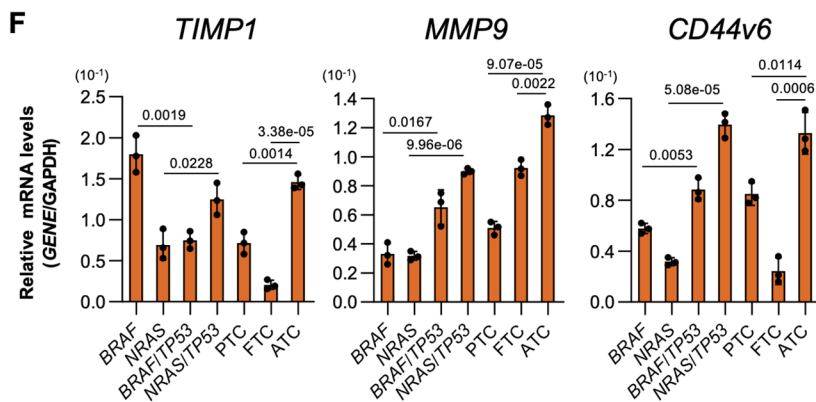 F
TIMP1
MMP9
CD44v6
Relative mRNA levels
(GENE/GAPDH)
(10⁻¹)
2.5
2.0
1.5
1.0
0.5
0.0
0.0019
0.0228
3.38e-05
0.0014
BRAF
NRAS
BRAF/TP53
NRAS/TP53
PTC
FTC
ATC
(10⁻¹)
1.4
1.2
1.0
0.8
0.6
0.4
0.2
0.0
9.07e-05
0.0022
0.0167
9.96e-06
BRAF
NRAS
BRAF/TP53
NRAS/TP53
PTC
FTC
ATC
(10⁻¹)
1.6
1.2
0.8
0.4
0.0
0.0114
5.08e-05
0.0006
0.0053
BRAF
NRAS
BRAF/TP53
NRAS/TP53
PTC
FTC
ATC